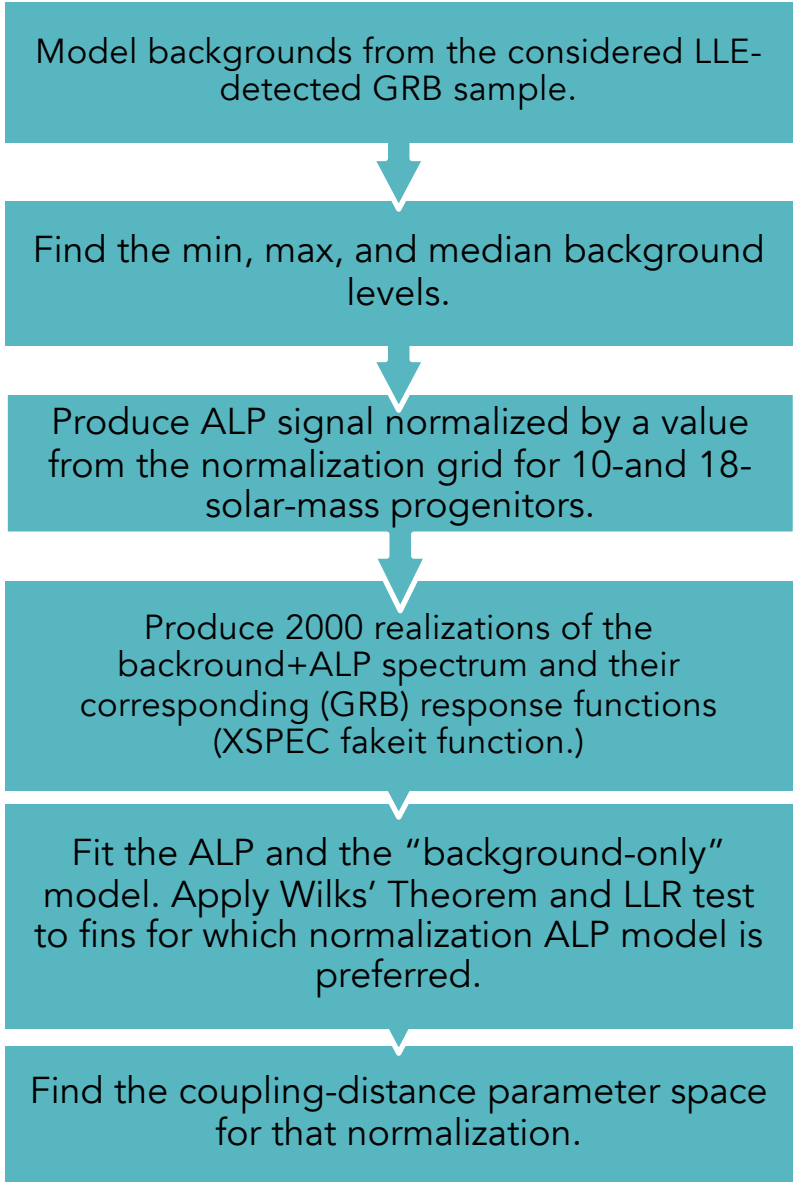 Model backgrounds from the considered LLE-
detected GRB sample.
Find the min, max, and median background
levels.
Produce ALP signal normalized by a value
from the normalization grid for 10-and 18-
solar-mass progenitors.
Produce 2000 realizations of the
backround+ALP spectrum and their
corresponding (GRB) response functions
(XSPEC fakeit function.)
Fit the ALP and the “background-only”
model. Apply Wilks’ Theorem and LLR test
to fins for which normalization ALP model is
preferred.
Find the coupling-distance parameter space
for that normalization.